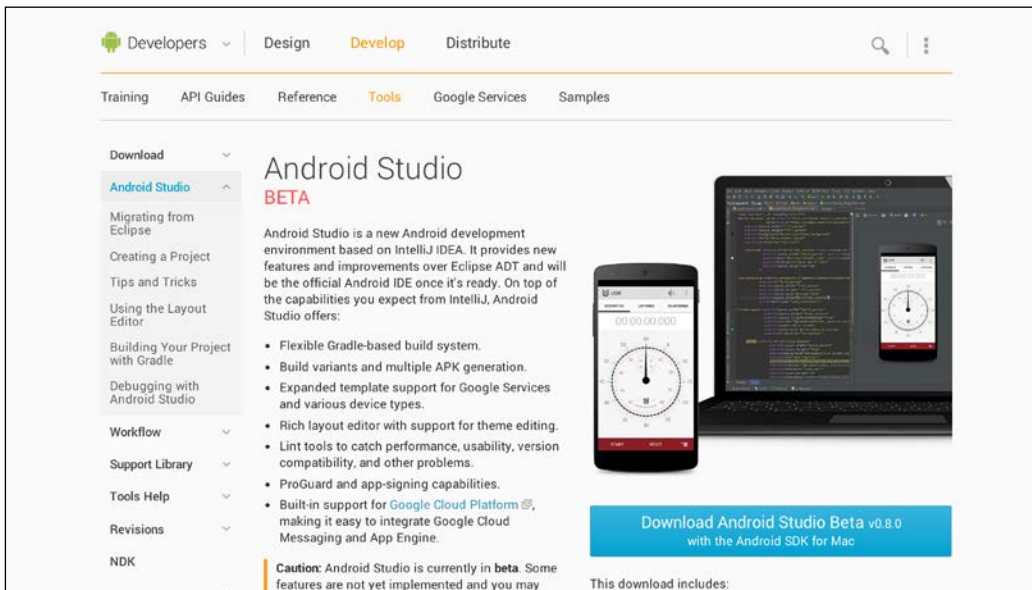 Developers
Design
Develop
Distribute
Training
API Guides
Reference
Tools
Google Services
Samples
Download
Android Studio
Migrating from
Eclipse
Creating a Project
Tips and Tricks
Using the Layout
Editor
Building Your Project
with Gradle
Debugging with
Android Studio
Workflow
Support Library
Tools Help
Revisions
NDK
Android Studio
BETA
Android Studio is a new Android development
environment based on IntelliJ IDEA. It provides new
features and improvements over Eclipse ADT and will
be the official Android IDE once it's ready. On top of
the capabilities you expect from IntelliJ, Android
Studio offers:
• Flexible Gradle-based build system.
• Build variants and multiple APK generation.
• Expanded template support for Google Services
and various device types.
• Rich layout editor with support for theme editing.
• Lint tools to catch performance, usability, version
compatibility, and other problems.
• ProGuard and app-signing capabilities.
• Built-in support for Google Cloud Platform,
making it easy to integrate Google Cloud
Messaging and App Engine.
Caution: Android Studio is currently in beta. Some
features are not yet implemented and you may
00:00:00:000
START
RESET
Download Android Studio Beta v0.8.0
with the Android SDK for Mac
This download includes: